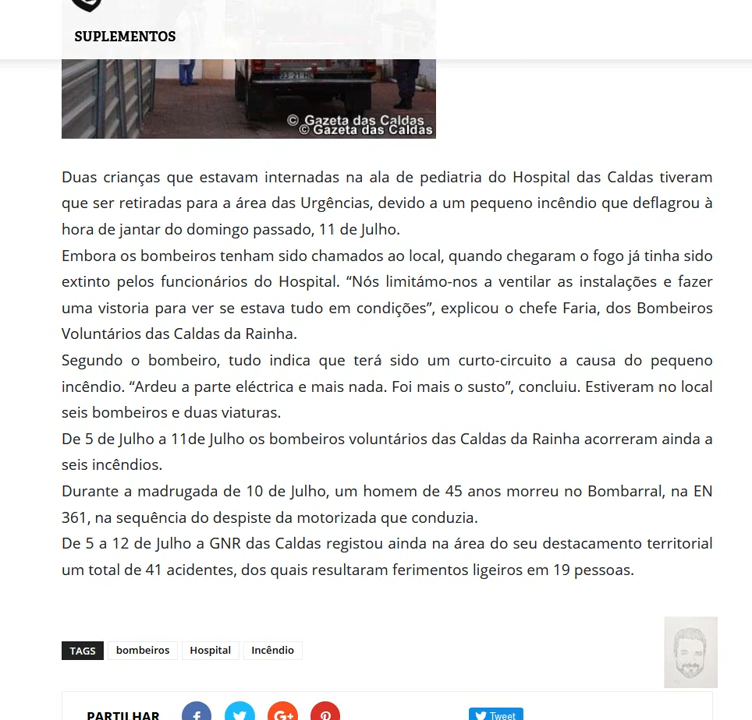 SUPLEMENTOS
© Gazeta das Caldas
© Gazeta das Caldas
Duas crianças que estavam internadas na ala de pediatria do Hospital das Caldas tiveram
que ser retiradas para a área das Urgências, devido a um pequeno incêndio que deflagrou à
hora de jantar do domingo passado, 11 de Julho.
Embora os bombeiros tenham sido chamados ao local, quando chegaram o fogo já tinha sido
extinto pelos funcionários do Hospital. “Nós limitámo-nos a ventilar as instalações e fazer
uma vistoria para ver se estava tudo em condições”, explicou o chefe Faria, dos Bombeiros
Voluntários das Caldas da Rainha.
Segundo o bombeiro, tudo indica que terá sido um curto-circuito a causa do pequeno
incêndio. “Ardeu a parte eléctrica e mais nada. Foi mais o susto”, concluiu. Estiveram no local
seis bombeiros e duas viaturas.
De 5 de Julho a 11de Julho os bombeiros voluntários das Caldas da Rainha acorreram ainda a
seis incêndios.
Durante a madrugada de 10 de Julho, um homem de 45 anos morreu no Bombarral, na EN
361, na sequência do despiste da motorizada que conduzia.
De 5 a 12 de Julho a GNR das Caldas registou ainda na área do seu destacamento territorial
um total de 41 acidentes, dos quais resultaram ferimentos ligeiros em 19 pessoas.
TAGS bombeiros Hospital Incêndio
PARTILHAR G+ Tweet